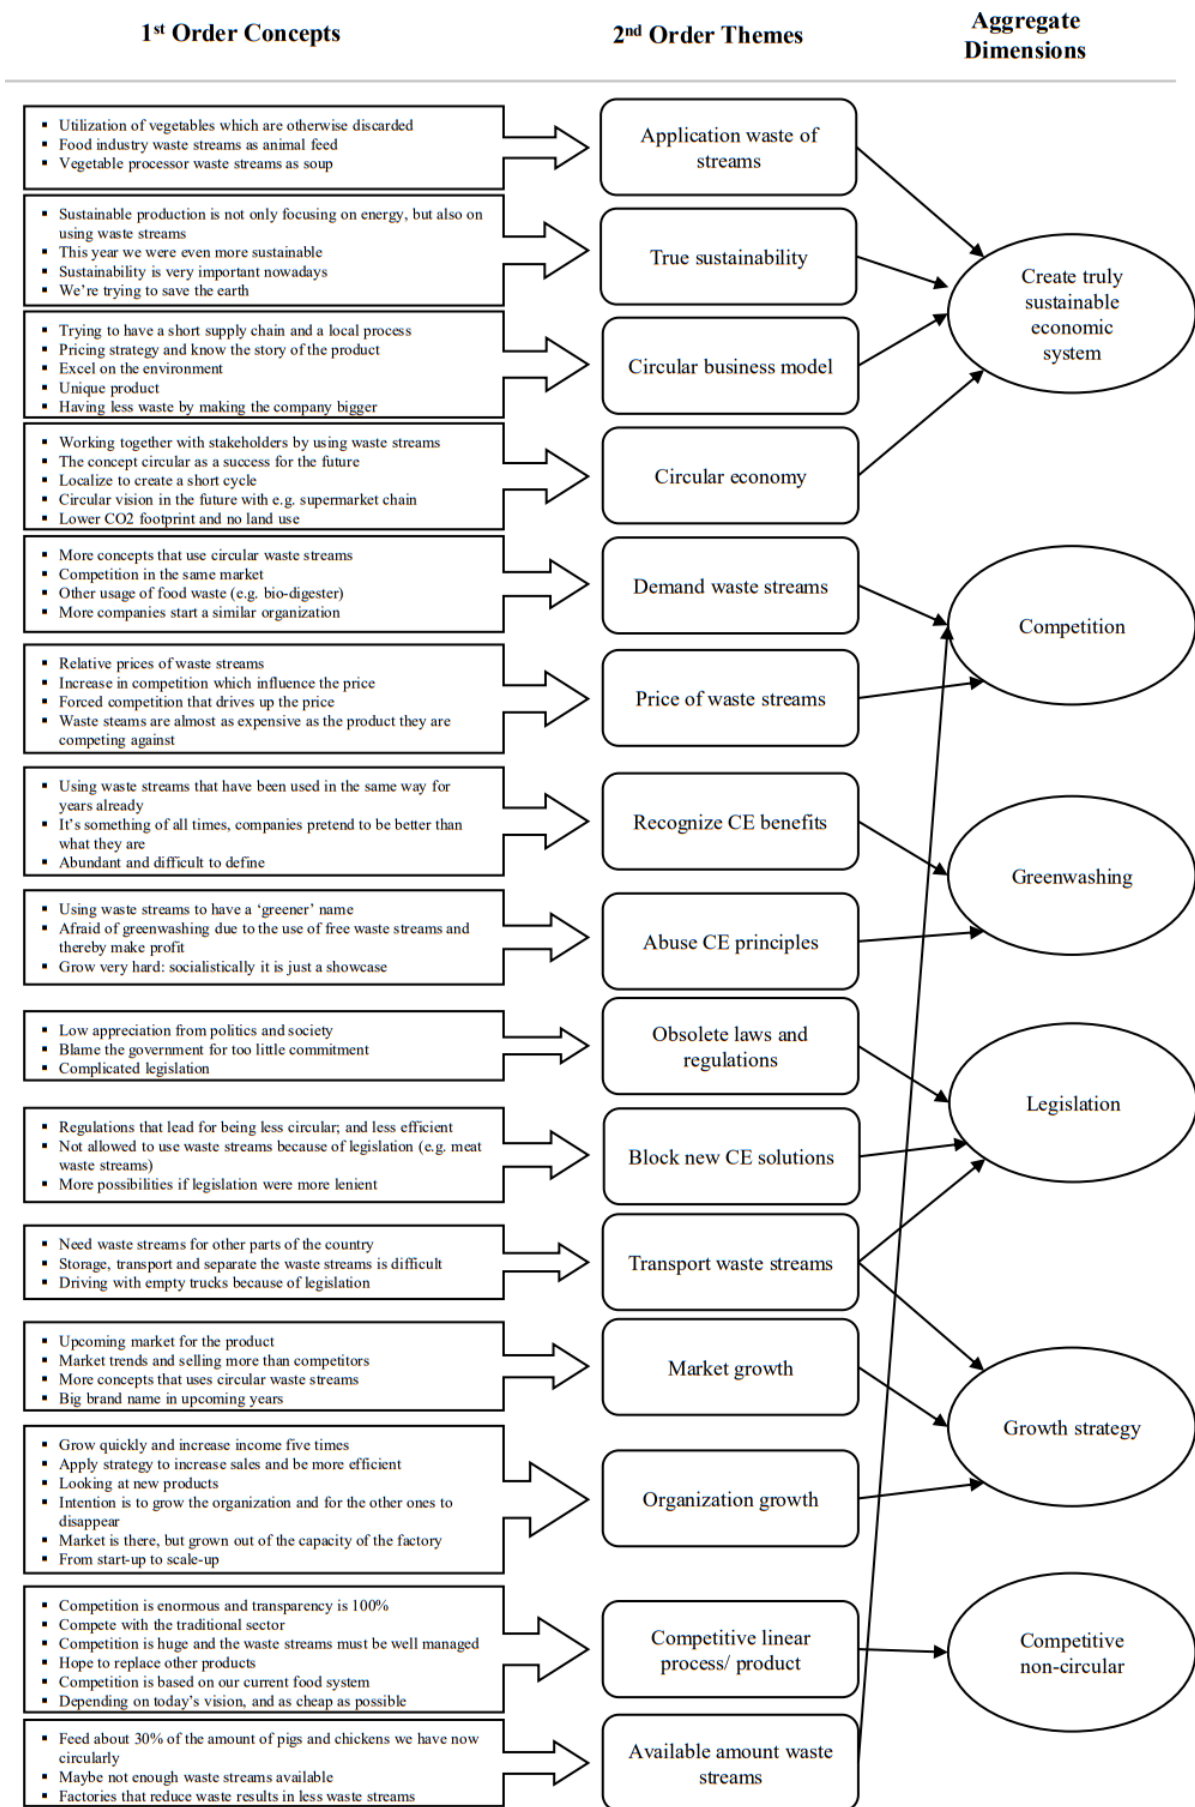 1st Order Concepts
2nd Order Themes
Aggregate
Dimensions
▪ Utilization of vegetables which are otherwise discarded
▪ Food industry waste streams as animal feed
▪ Vegetable processor waste streams as soup
Application waste of
streams
▪ Sustainable production is not only focusing on energy, but also on
using waste streams
▪ This year we were even more sustainable
▪ Sustainability is very important nowadays
▪ We're trying to save the earth
True sustainability
Create truly
sustainable
economic
system
▪ Trying to have a short supply chain and a local process
▪ Pricing strategy and know the story of the product
▪ Excel on the environment
▪ Unique product
▪ Having less waste by making the company bigger
Circular business model
▪ Working together with stakeholders by using waste streams
▪ The concept circular as a success for the future
▪ Localize to create a short cycle
▪ Circular vision in the future with e.g. supermarket chain
▪ Lower CO2 footprint and no land use
Circular economy
▪ More concepts that use circular waste streams
▪ Competition in the same market
▪ Other usage of food waste (e.g. bio-digester)
▪ More companies start a similar organization
Demand waste streams
Competition
▪ Relative prices of waste streams
▪ Increase in competition which influence the price
▪ Forced competition that drives up the price
▪ Waste steams are almost as expensive as the product they are
competing against
Price of waste streams
▪ Using waste streams that have been used in the same way for
years already
▪ It's something of all times, companies pretend to be better than
what they are
▪ Abundant and difficult to define
Recognize CE benefits
Greenwashing
▪ Using waste streams to have a ‘greener’ name
▪ Afraid of greenwashing due to the use of free waste streams and
thereby make profit
▪ Grow very hard: socialistically it is just a showcase
Abuse CE principles
▪ Low appreciation from politics and society
▪ Blame the government for too little commitment
▪ Complicated legislation
Obsolete laws and
regulations
Legislation
▪ Regulations that lead for being less circular; and less efficient
▪ Not allowed to use waste streams because of legislation (e.g. meat
waste streams)
▪ More possibilities if legislation were more lenient
Block new CE solutions
▪ Need waste streams for other parts of the country
▪ Storage, transport and separate the waste streams is difficult
▪ Driving with empty trucks because of legislation
Transport waste streams
▪ Upcoming market for the product
▪ Market trends and selling more than competitors
▪ More concepts that uses circular waste streams
▪ Big brand name in upcoming years
Market growth
Growth strategy
▪ Grow quickly and increase income five times
▪ Apply strategy to increase sales and be more efficient
▪ Looking at new products
▪ Intention is to grow the organization and for the other ones to
disappear
▪ Market is there, but grown out of the capacity of the factory
▪ From start-up to scale-up
Organization growth
▪ Competition is enormous and transparency is 100%
▪ Compete with the traditional sector
▪ Competition is huge and the waste streams must be well managed
▪ Hope to replace other products
▪ Competition is based on our current food system
▪ Depending on today's vision, and as cheap as possible
Competitive linear
process/ product
Competitive
non-circular
▪ Feed about 30% of the amount of pigs and chickens we have now
circularly
▪ Maybe not enough waste streams available
▪ Factories that reduce waste results in less waste streams
Available amount waste
streams